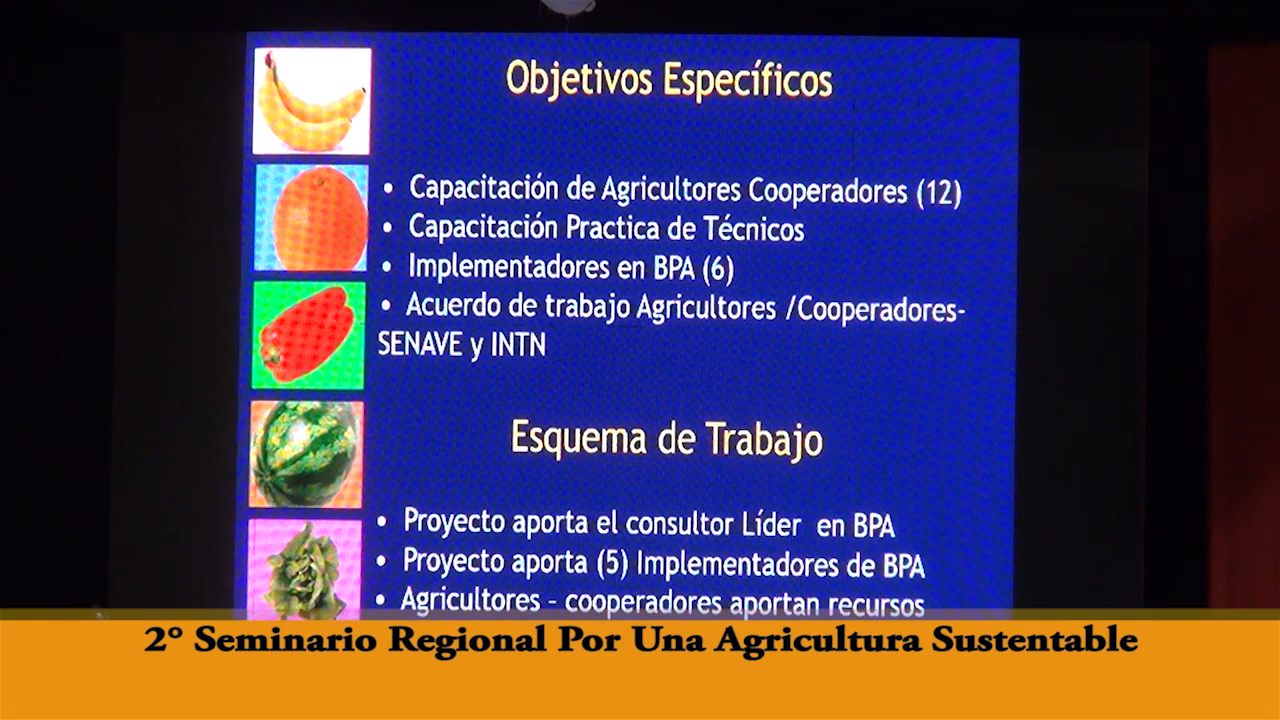 Objetivos Específicos
• Capacitación de Agricultores Cooperadores (12)
• Capacitación Practica de Técnicos
• Implementadores en BPA (6)
• Acuerdo de trabajo Agricultores /Cooperadores-
SENAVE y INTN
Esquema de Trabajo
• Proyecto aporta el consultor Líder en BPA
• Proyecto aporta (5) Implementadores de BPA
• Agricultores - cooperadores aportan recursos
2º Seminario Regional Por Una Agricultura Sustentable